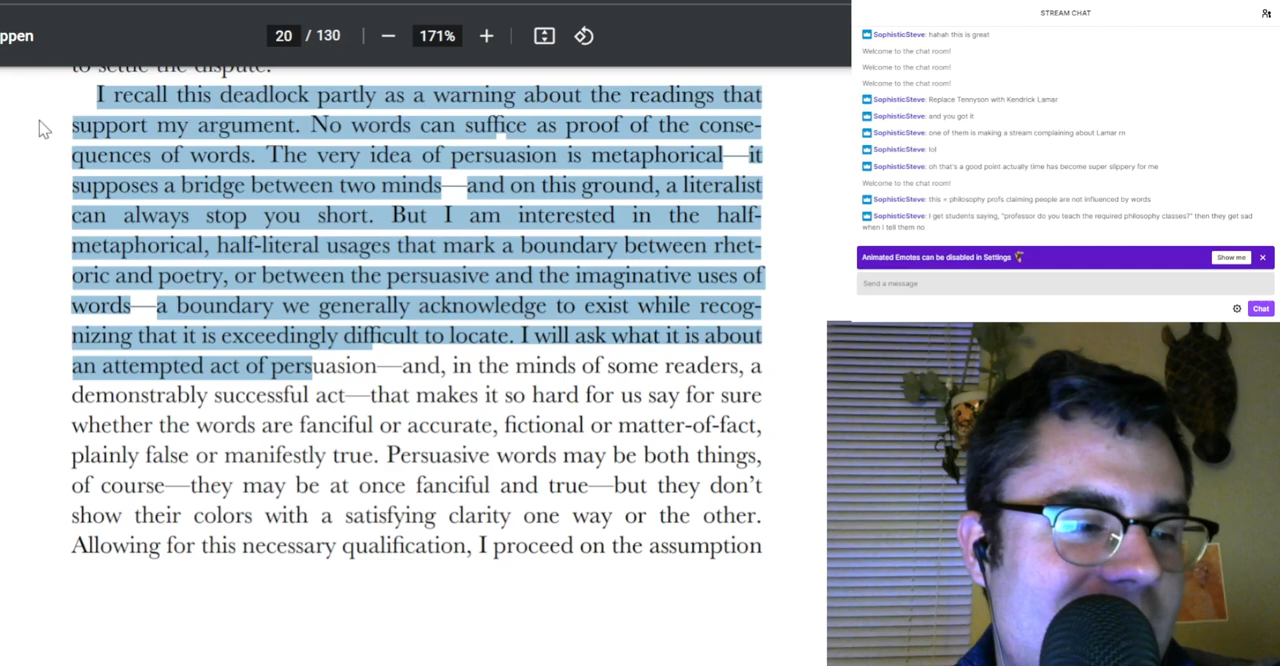 ppen
20 / 130
171%
to settle the dispute.
I recall this deadlock partly as a warning about the readings that
support my argument. No words can suffice as proof of the conse-
quences of words. The very idea of persuasion is metaphorical—it
supposes a bridge between two minds—and on this ground, a literalist
can always stop you short. But I am interested in the half-
metaphorical, half-literal usages that mark a boundary between rhet-
oric and poetry, or between the persuasive and the imaginative uses of
words—a boundary we generally acknowledge to exist while recog-
nizing that it is exceedingly difficult to locate. I will ask what it is about
an attempted act of persuasion—and, in the minds of some readers, a
demonstrably successful act—that makes it so hard for us say for sure
whether the words are fanciful or accurate, fictional or matter-of-fact,
plainly false or manifestly true. Persuasive words may be both things,
of course—they may be at once fanciful and true—but they don't
show their colors with a satisfying clarity one way or the other.
Allowing for this necessary qualification, I proceed on the assumption
STREAM CHAT
SophisticSteve: hahah this is great
Welcome to the chat room!
Welcome to the chat room!
Welcome to the chat room!
SophisticSteve: Replace Tennyson with Kendrick Lamar
SophisticSteve: and you got it
SophisticSteve: one of them is making a stream complaining about Lamar rn
SophisticSteve: lol
SophisticSteve: oh that's a good point actually time has become super slippery for me
Welcome to the chat room!
SophisticSteve: this = philosophy profs claiming people are not influenced by words
SophisticSteve: I get students saying, "professor do you teach the required philosophy classes?" then they get sad
when I tell them no
Animated Emotes can be disabled in Settings
Show me
Send a message
Chat